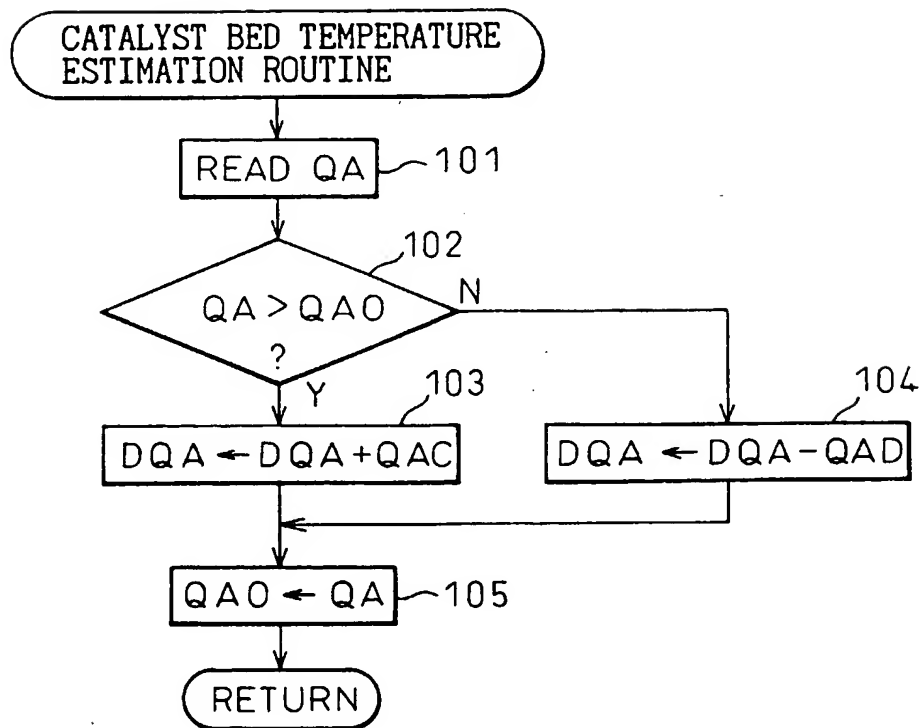 CATALYST BED TEMPERATURE
ESTIMATION ROUTINE
READ QA
101
102
QA > QAO
?
N
Y
103
DQA ← DQA + QAC
104
DQA ← DQA - QAD
QAO ← QA
105
RETURN